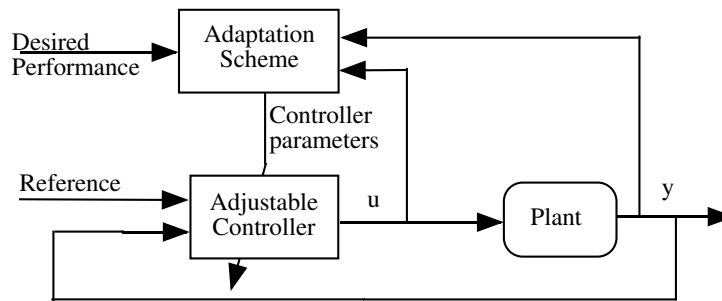 Desired
Performance
Adaptation
Scheme
Controller
parameters
Reference
Adjustable
Controller
u
Plant
y